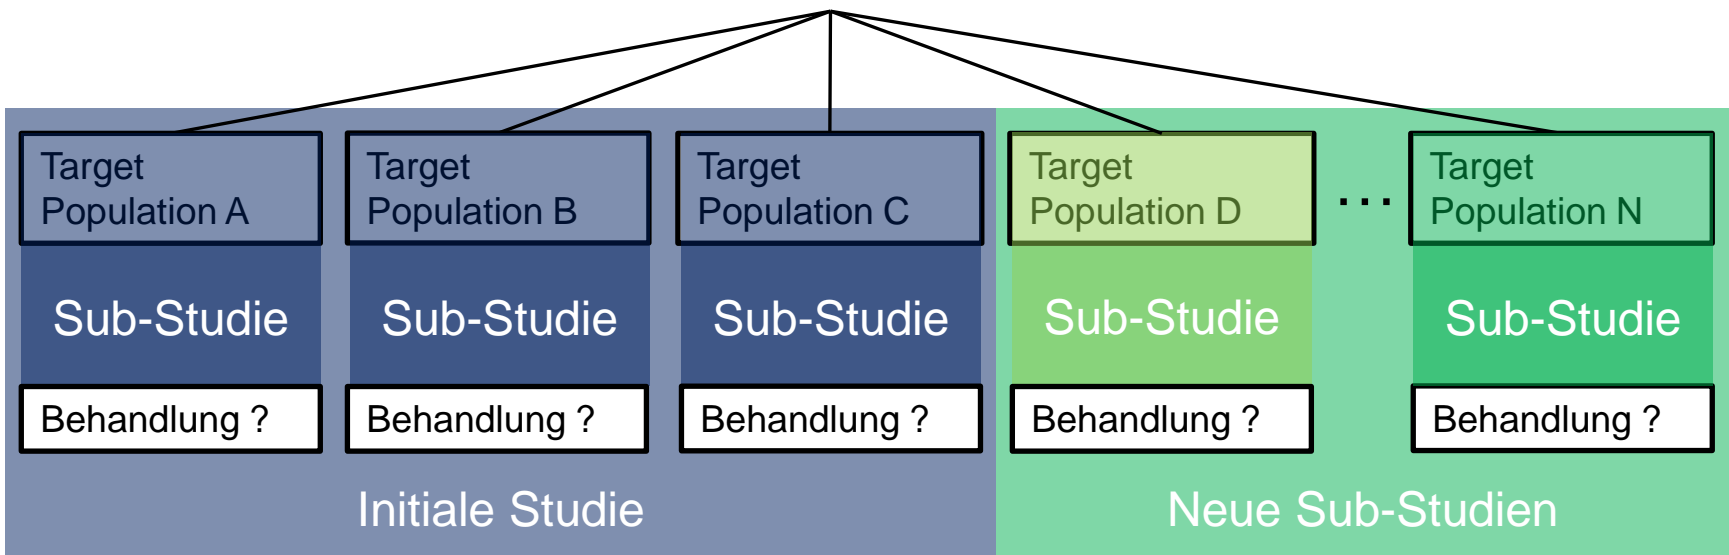 Target
Population A
Target
Population B
Target
Population C
Target
Population D
...
Target
Population N
Sub-Studie
Sub-Studie
Sub-Studie
Sub-Studie
Sub-Studie
Behandlung ?
Behandlung ?
Behandlung ?
Behandlung ?
Behandlung ?
Initiale Studie
Neue Sub-Studien